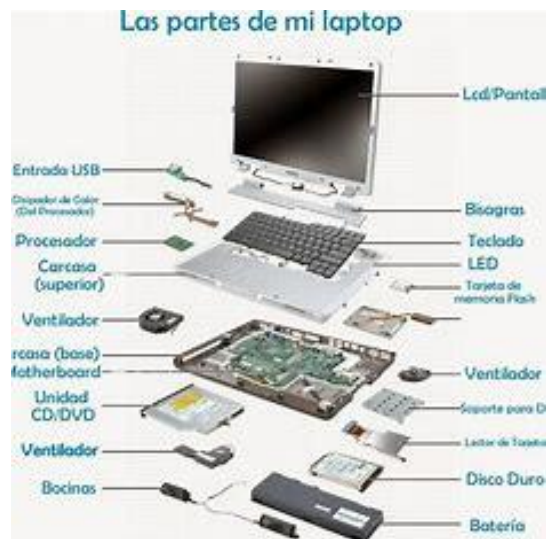 Las partes de mi laptop
Lcd/Pantall
Entrada USB
Disipador de Calor
(Del Procesador)
Bisagras
Procesador
Teclado
Carcasa
(superior)
LED
Tarjeta de
memoria Flash
Ventilador
rcasa (base)
Motherboard
Ventilador
Unidad
CD/DVD
Soporte para D
Ventilador
Lector de Tarjeta
Bocinas
Disco Duro
Batería